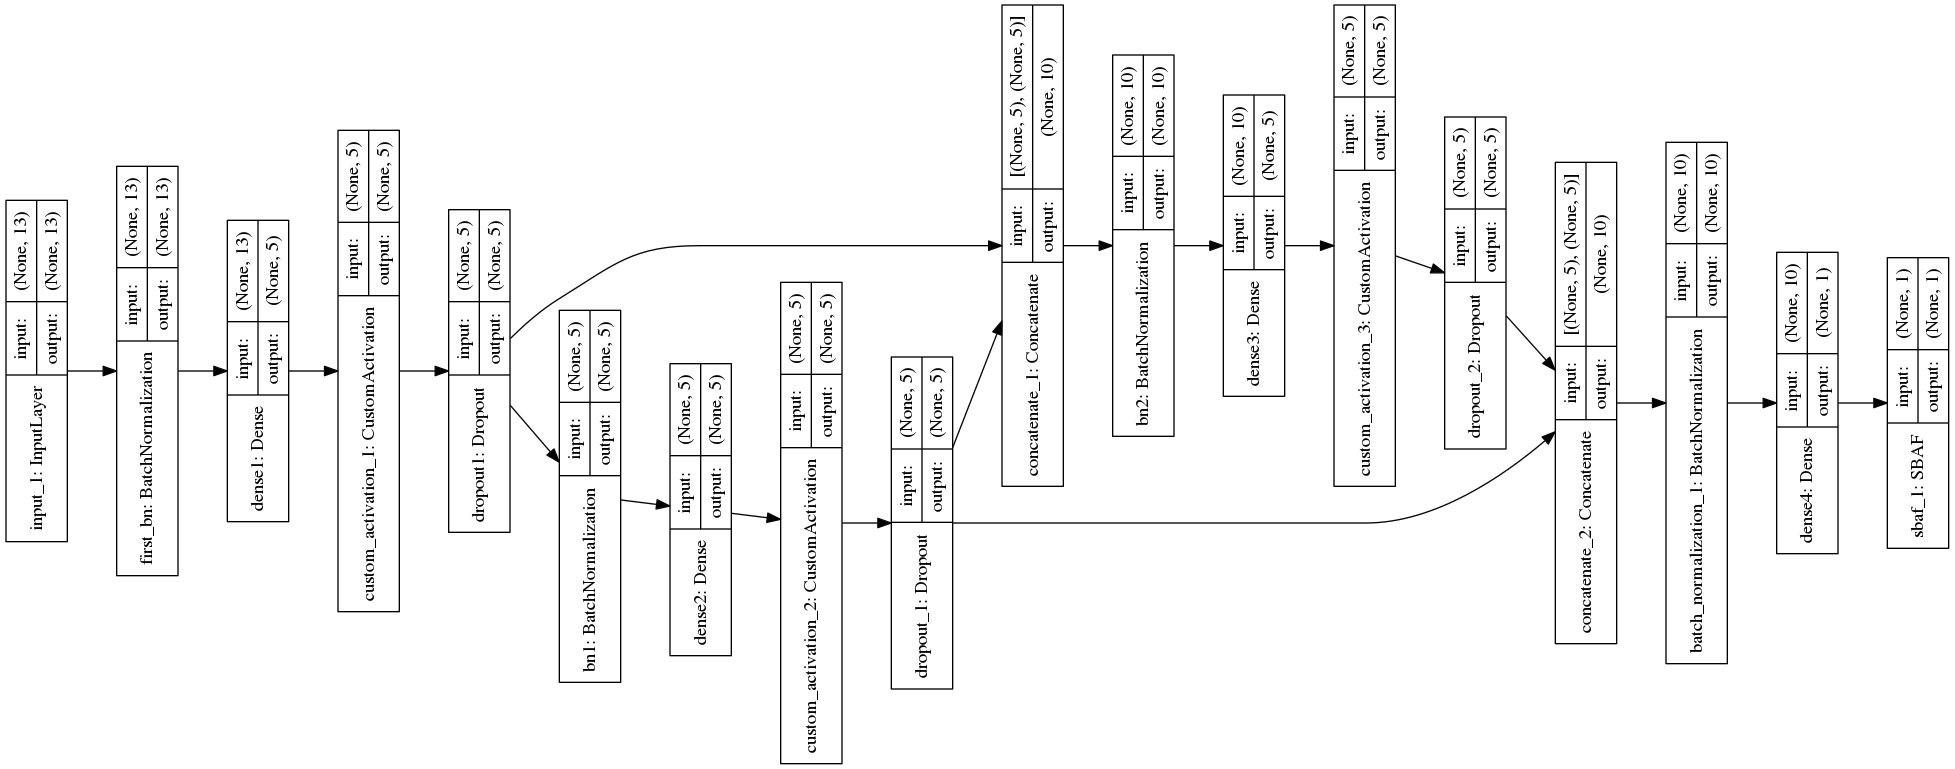 input_1: InputLayer
input:
(None, 13)
output:
(None, 13)
first_bn: BatchNormalization
input:
(None, 13)
output:
(None, 13)
dense1: Dense
input:
(None, 13)
output:
(None, 5)
custom_activation_1: CustomActivation
input:
(None, 5)
output:
(None, 5)
dropout1: Dropout
input:
(None, 5)
output:
(None, 5)
bn1: BatchNormalization
input:
(None, 5)
output:
(None, 5)
dense2: Dense
input:
(None, 5)
output:
(None, 5)
custom_activation_2: CustomActivation
input:
(None, 5)
output:
(None, 5)
dropout_1: Dropout
input:
(None, 5)
output:
(None, 5)
concatenate_1: Concatenate
input:
[(None, 5), (None, 5)]
output:
(None, 10)
bn2: BatchNormalization
input:
(None, 10)
output:
(None, 10)
dense3: Dense
input:
(None, 10)
output:
(None, 5)
custom_activation_3: CustomActivation
input:
(None, 5)
output:
(None, 5)
dropout_2: Dropout
input:
(None, 5)
output:
(None, 5)
concatenate_2: Concatenate
input:
[(None, 5), (None, 5)]
output:
(None, 10)
batch_normalization_1: BatchNormalization
input:
(None, 10)
output:
(None, 10)
dense4: Dense
input:
(None, 10)
output:
(None, 1)
sbaf_1: SBAF
input:
(None, 1)
output:
(None, 1)